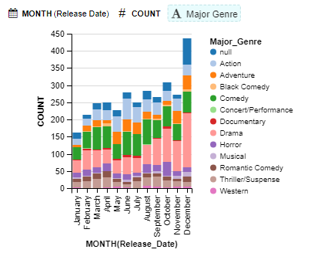 MONTH (Release Date) # COUNT A Major Genre
450
400
350
300
250
200
150
100
50
0
COUNT
January
February
March
April
May
June
July
August
September
October
November
December
MONTH(Release_Date)
Major_Genre
null
Action
Adventure
Black Comedy
Comedy
Concert/Performance
Documentary
Drama
Horror
Musical
Romantic Comedy
Thriller/Suspense
Western